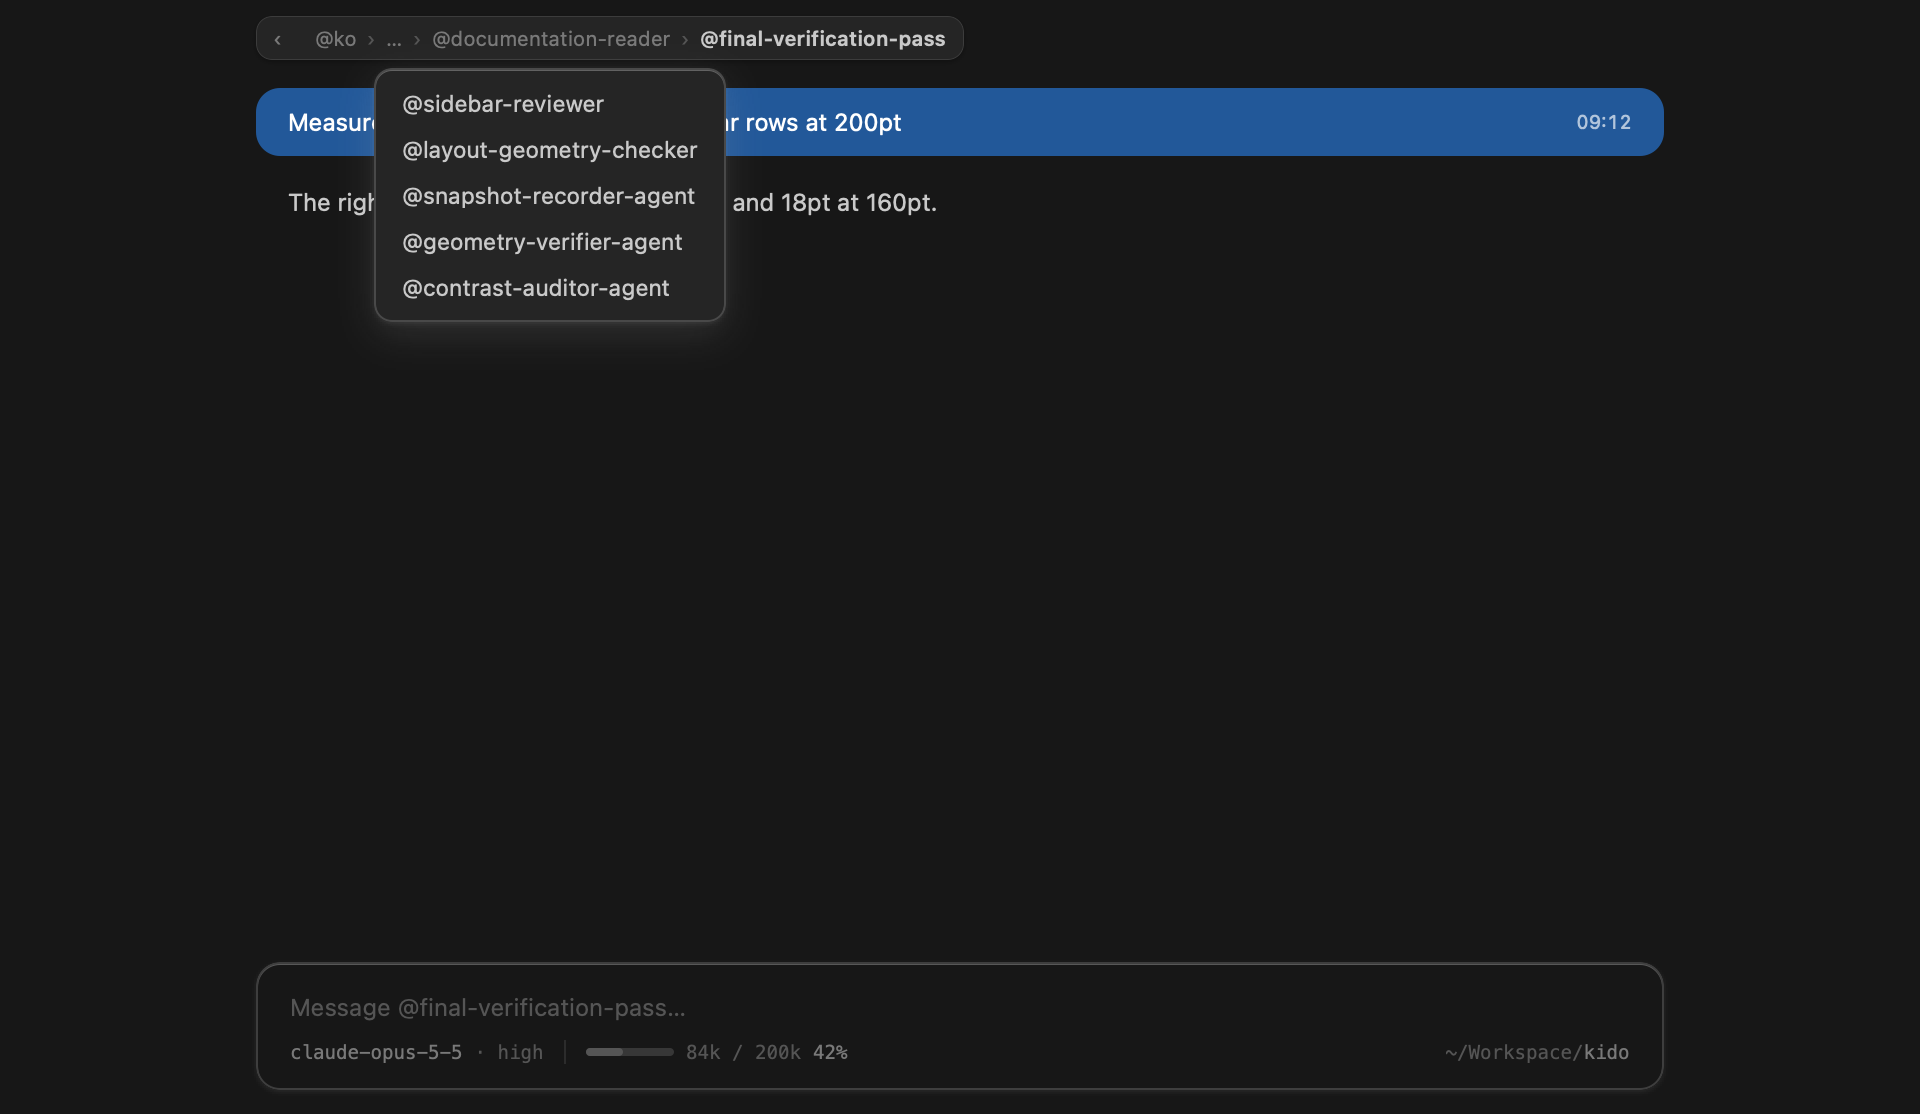 ‹ @ko › ... › @documentation-reader › @final-verification-pass
@sidebar-reviewer
@layout-geometry-checker
@snapshot-recorder-agent
@geometry-verifier-agent
@contrast-auditor-agent
rows at 200pt 09:12
The and 18pt at 160pt.
Message @final-verification-pass...
claude-opus-5-5 · high | 84k / 200k 42% ~/Workspace/kido